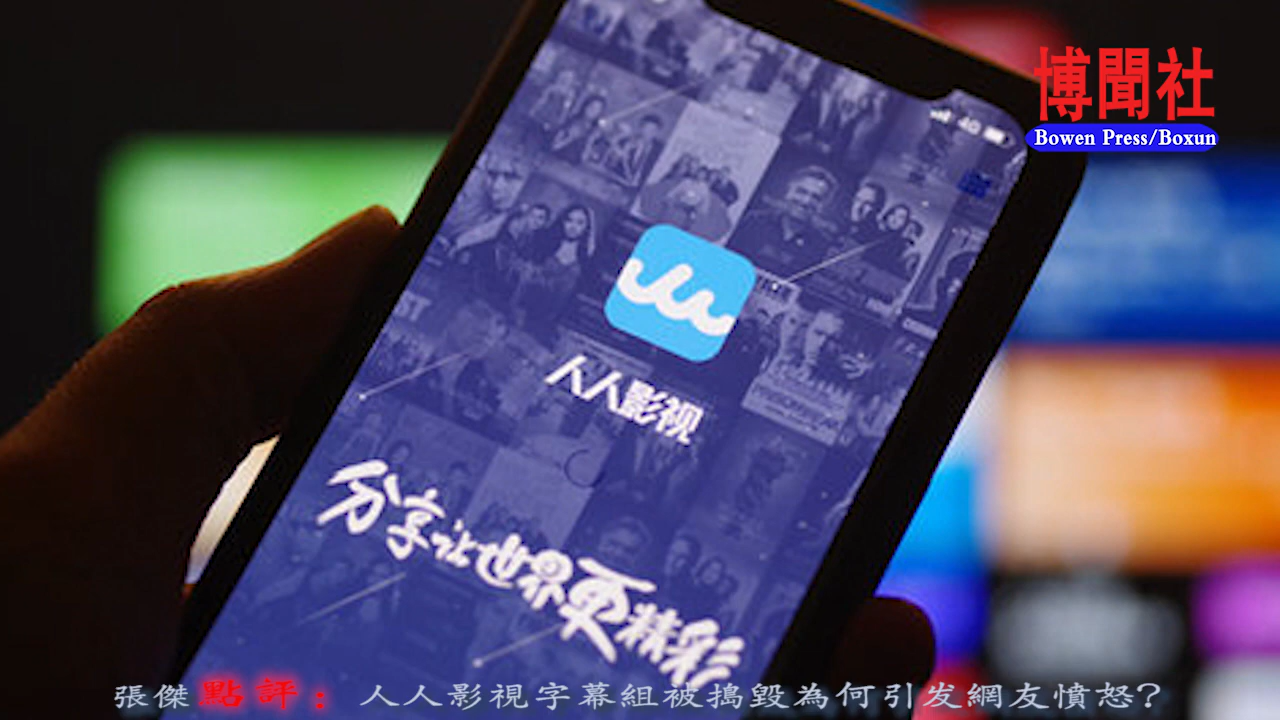 博聞社
Bowen Press/Boxun
4G
人人影视
分享让世界更精彩
張傑點評：人人影視字幕組被搗毀為何引发網友憤怒？